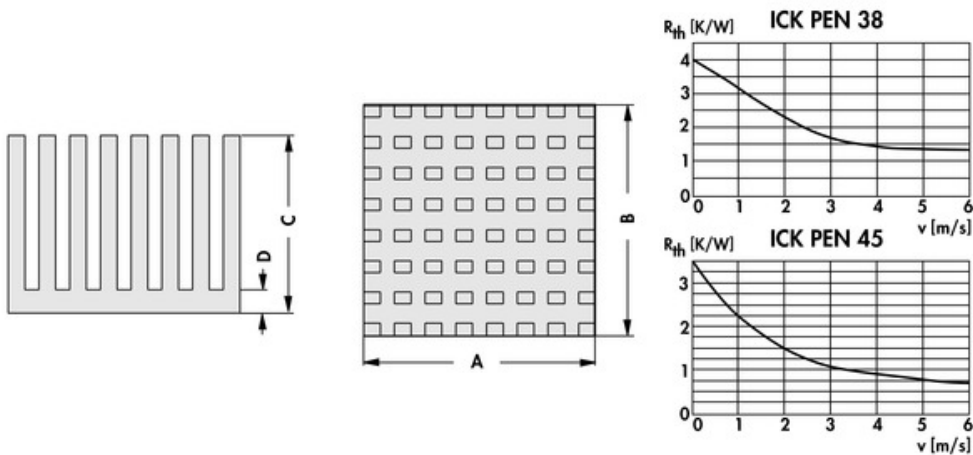 D
C
A
B
R_th [K/W] ICK PEN 38
4
3
2
1
0
0 1 2 3 4 5 6
v [m/s]
R_th [K/W] ICK PEN 45
3
2
1
0
0 1 2 3 4 5 6
v [m/s]